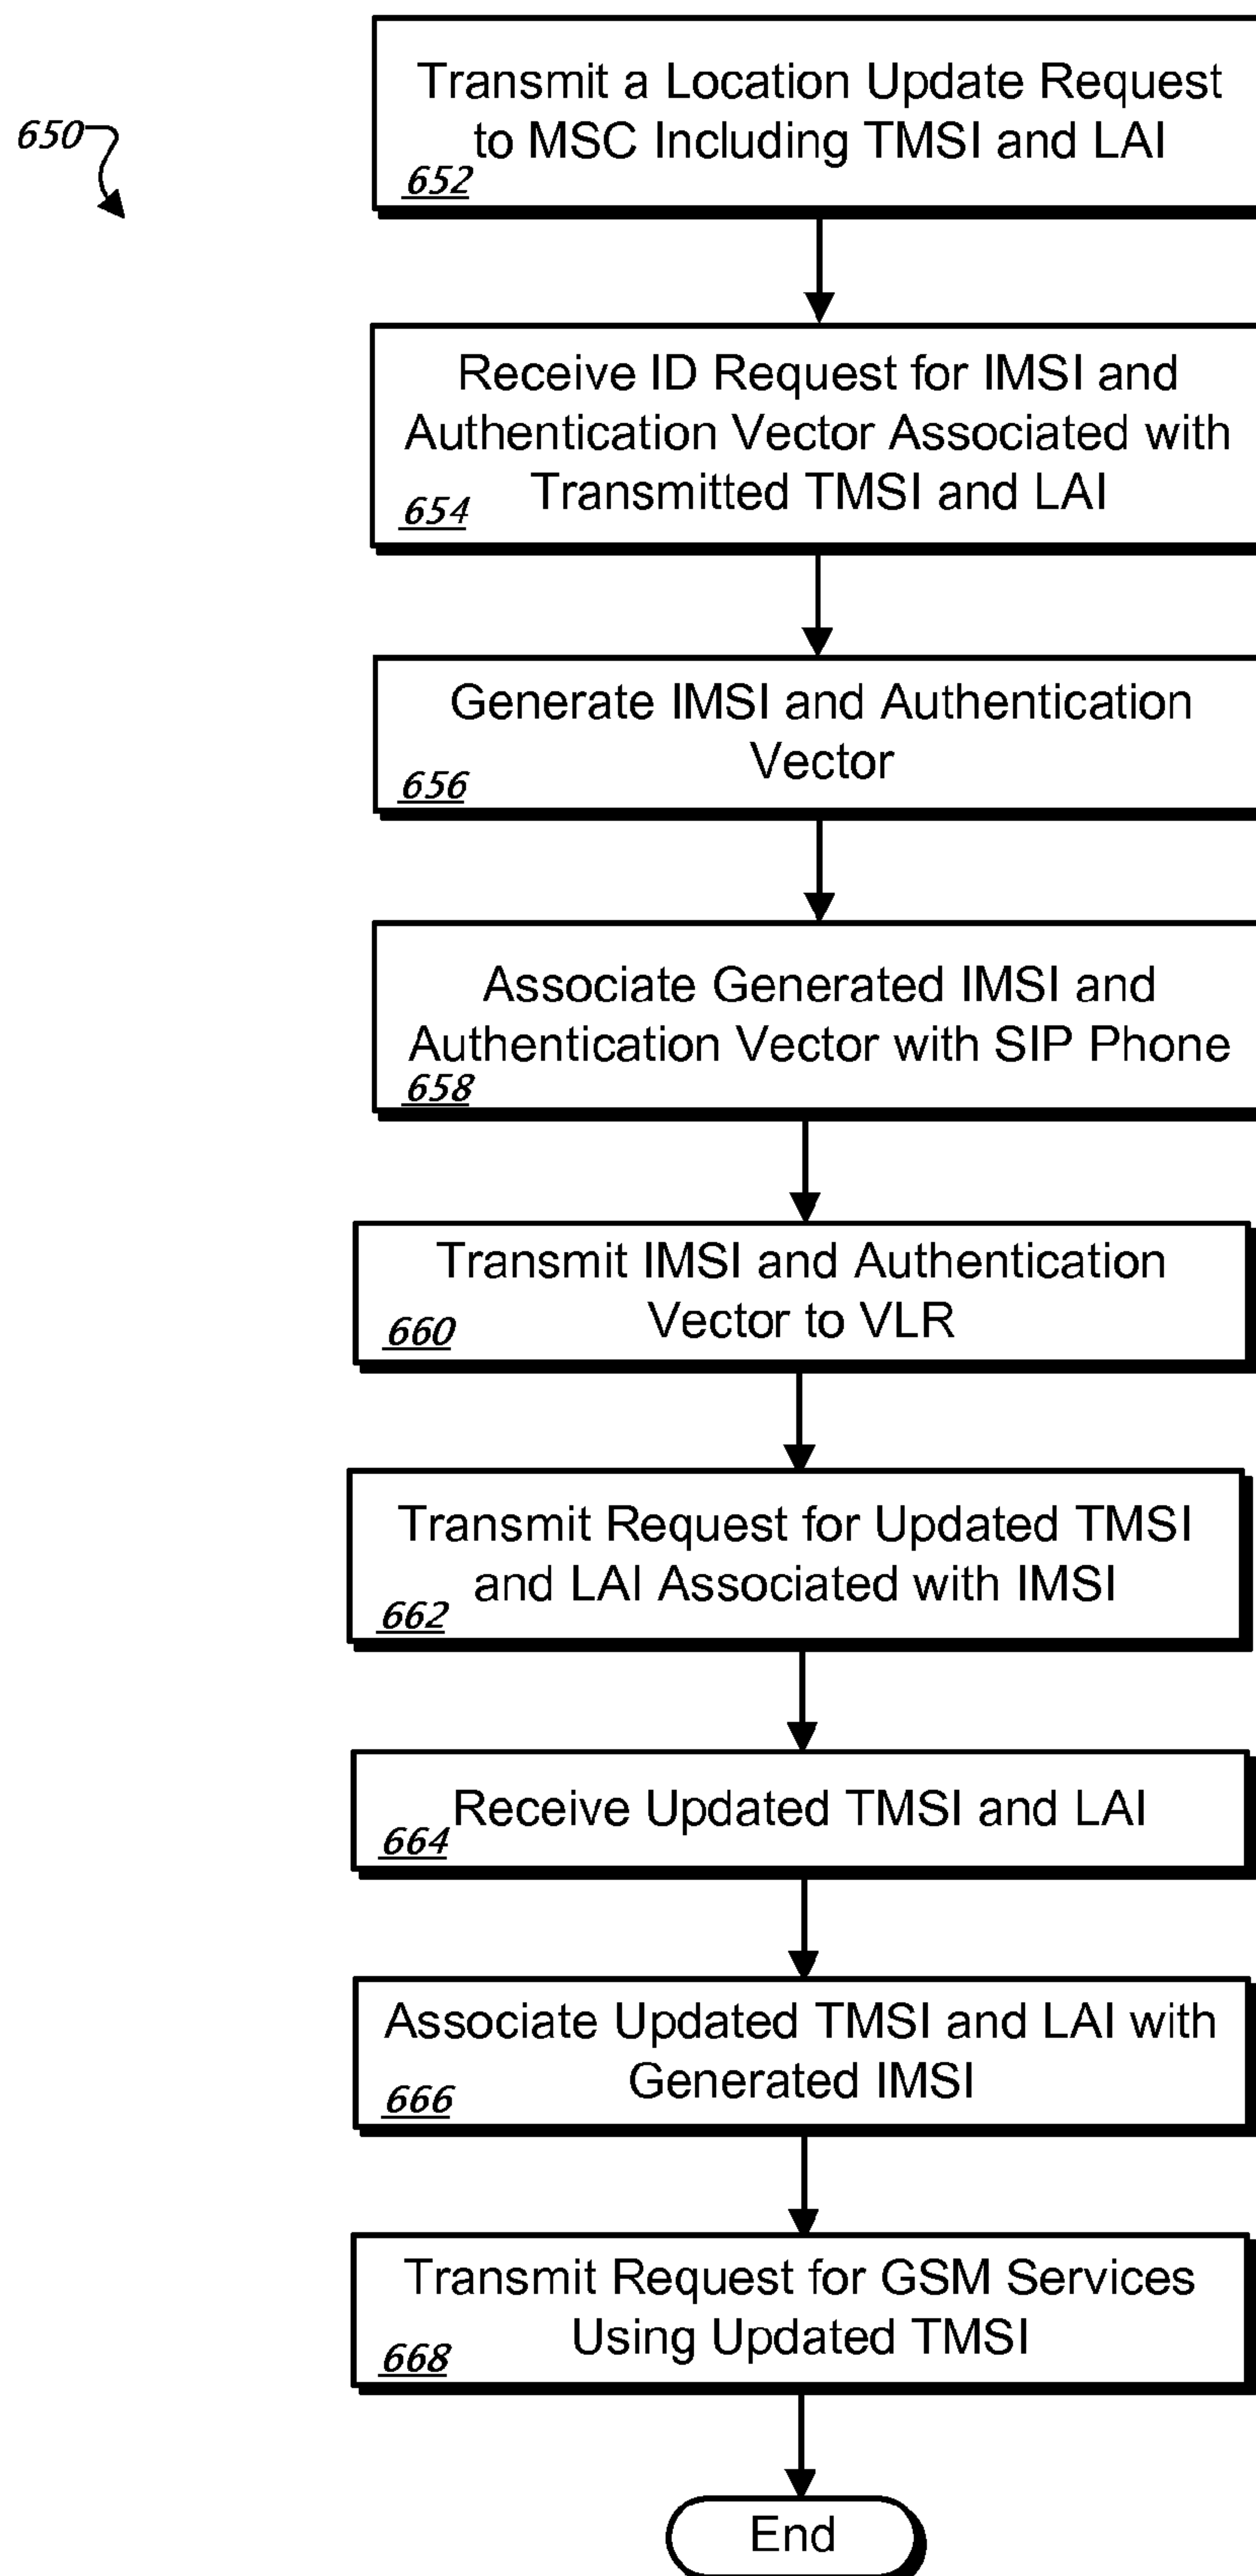 650
Transmit a Location Update Request
to MSC Including TMSI and LAI
652
Receive ID Request for IMSI and
Authentication Vector Associated with
Transmitted TMSI and LAI
654
Generate IMSI and Authentication
Vector
656
Associate Generated IMSI and
Authentication Vector with SIP Phone
658
Transmit IMSI and Authentication
Vector to VLR
660
Transmit Request for Updated TMSI
and LAI Associated with IMSI
662
Receive Updated TMSI and LAI
664
Associate Updated TMSI and LAI with
Generated IMSI
666
Transmit Request for GSM Services
Using Updated TMSI
668
End